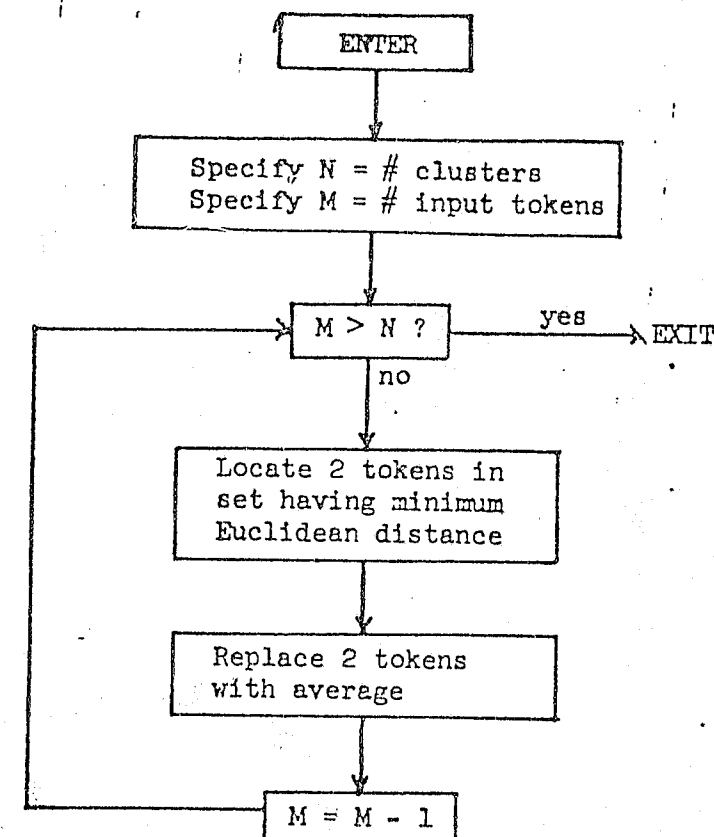 ENTER
Specify N = # clusters
Specify M = # input tokens
M > N ?
yes
EXIT
no
Locate 2 tokens in
set having minimum
Euclidean distance
Replace 2 tokens
with average
M = M - 1